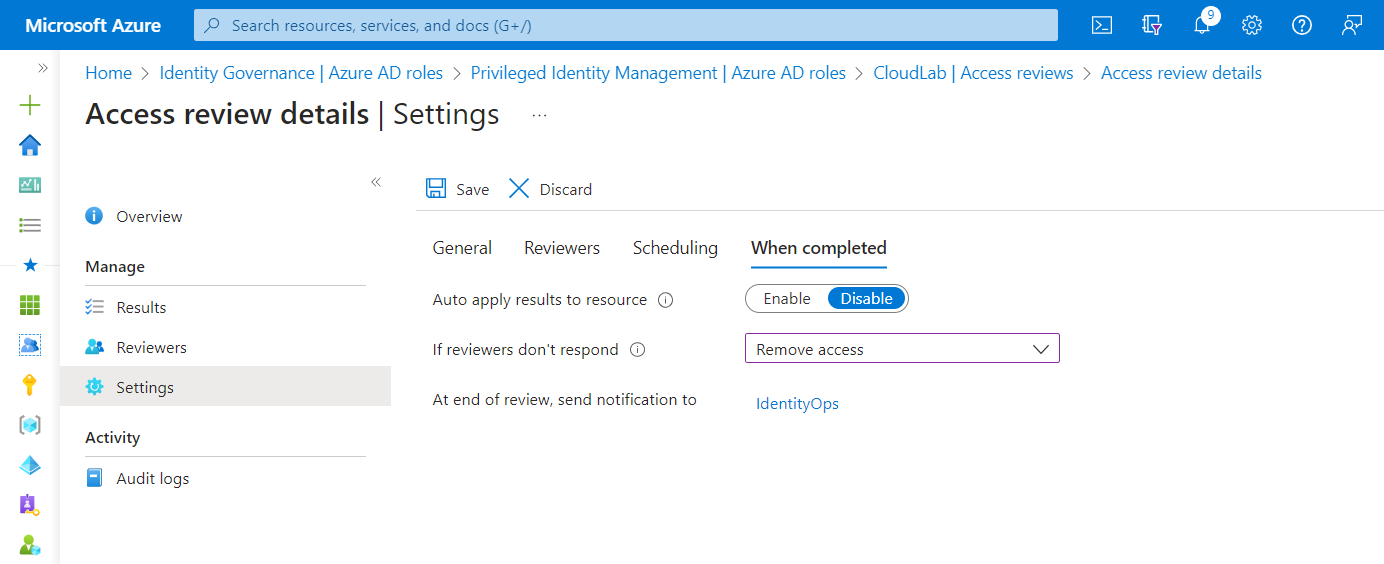 Microsoft Azure
Search resources, services, and docs (G+/)
9
Home > Identity Governance | Azure AD roles > Privileged Identity Management | Azure AD roles > CloudLab | Access reviews > Access review details
Access review details | Settings ...
Overview
Manage
Results
Reviewers
Settings
Activity
Audit logs
Save Discard
General Reviewers Scheduling When completed
Auto apply results to resource Enable Disable
If reviewers don't respond Remove access
At end of review, send notification to IdentityOps